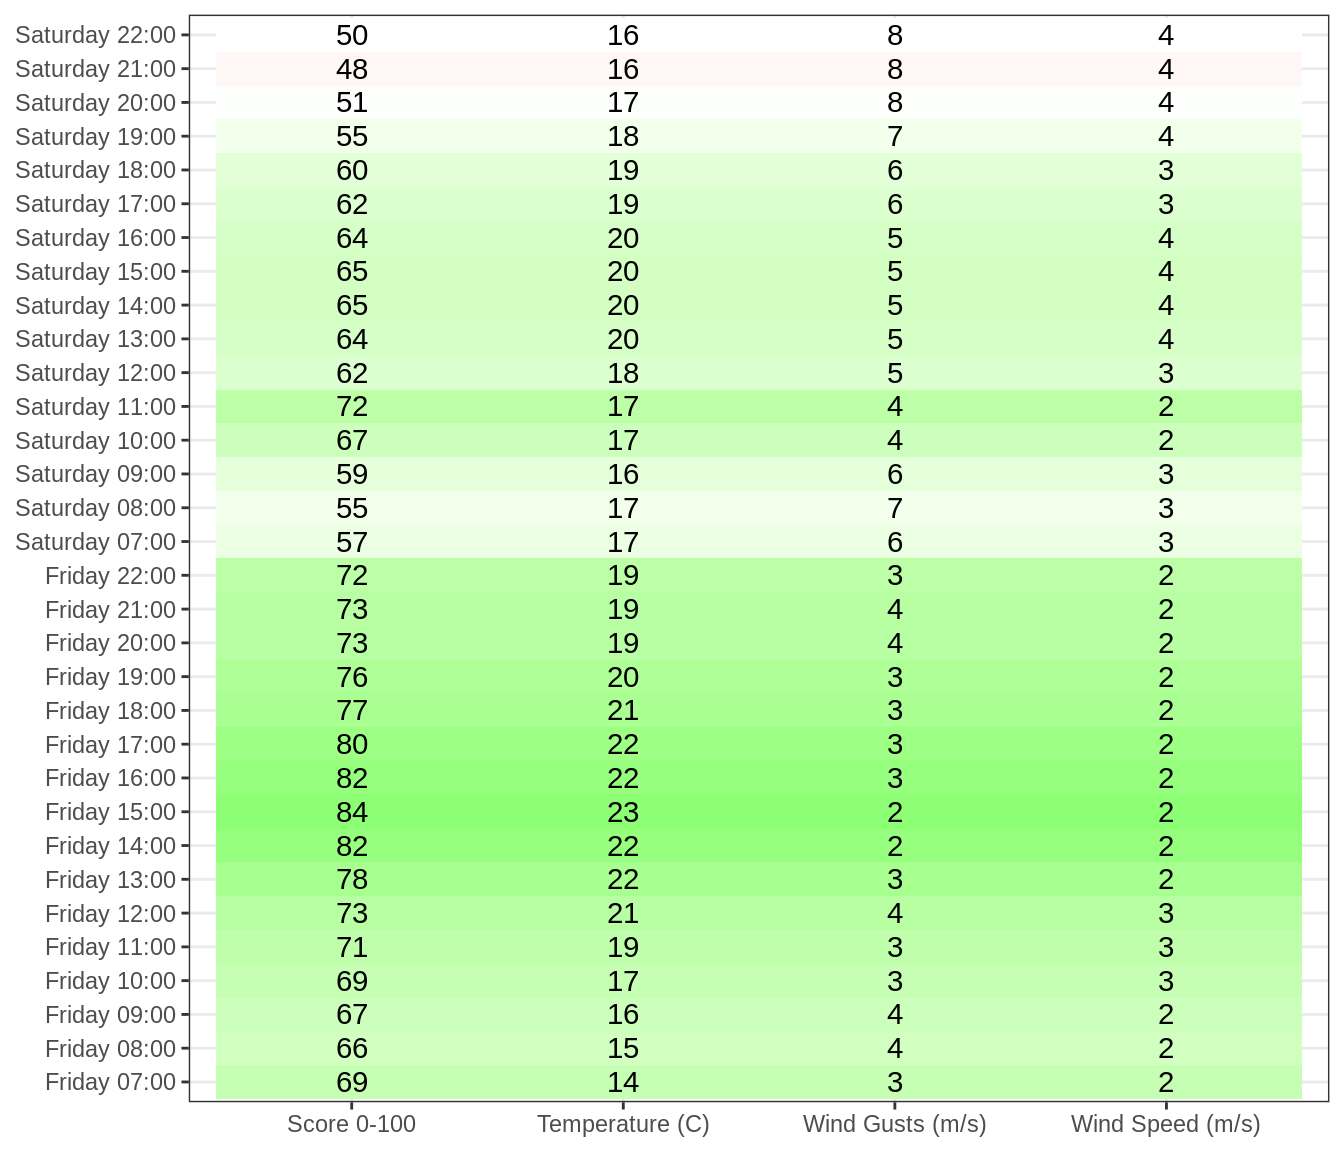 Saturday 22:00 50 16 8 4
Saturday 21:00 48 16 8 4
Saturday 20:00 51 17 8 4
Saturday 19:00 55 18 7 4
Saturday 18:00 60 19 6 3
Saturday 17:00 62 19 6 3
Saturday 16:00 64 20 5 4
Saturday 15:00 65 20 5 4
Saturday 14:00 65 20 5 4
Saturday 13:00 64 20 5 4
Saturday 12:00 62 18 5 3
Saturday 11:00 72 17 4 2
Saturday 10:00 67 17 4 2
Saturday 09:00 59 16 6 3
Saturday 08:00 55 17 7 3
Saturday 07:00 57 17 6 3
Friday 22:00 72 19 3 2
Friday 21:00 73 19 4 2
Friday 20:00 73 19 4 2
Friday 19:00 76 20 3 2
Friday 18:00 77 21 3 2
Friday 17:00 80 22 3 2
Friday 16:00 82 22 3 2
Friday 15:00 84 23 2 2
Friday 14:00 82 22 2 2
Friday 13:00 78 22 3 2
Friday 12:00 73 21 4 3
Friday 11:00 71 19 3 3
Friday 10:00 69 17 3 3
Friday 09:00 67 16 4 2
Friday 08:00 66 15 4 2
Friday 07:00 69 14 3 2
Score 0-100 Temperature (C) Wind Gusts (m/s) Wind Speed (m/s)